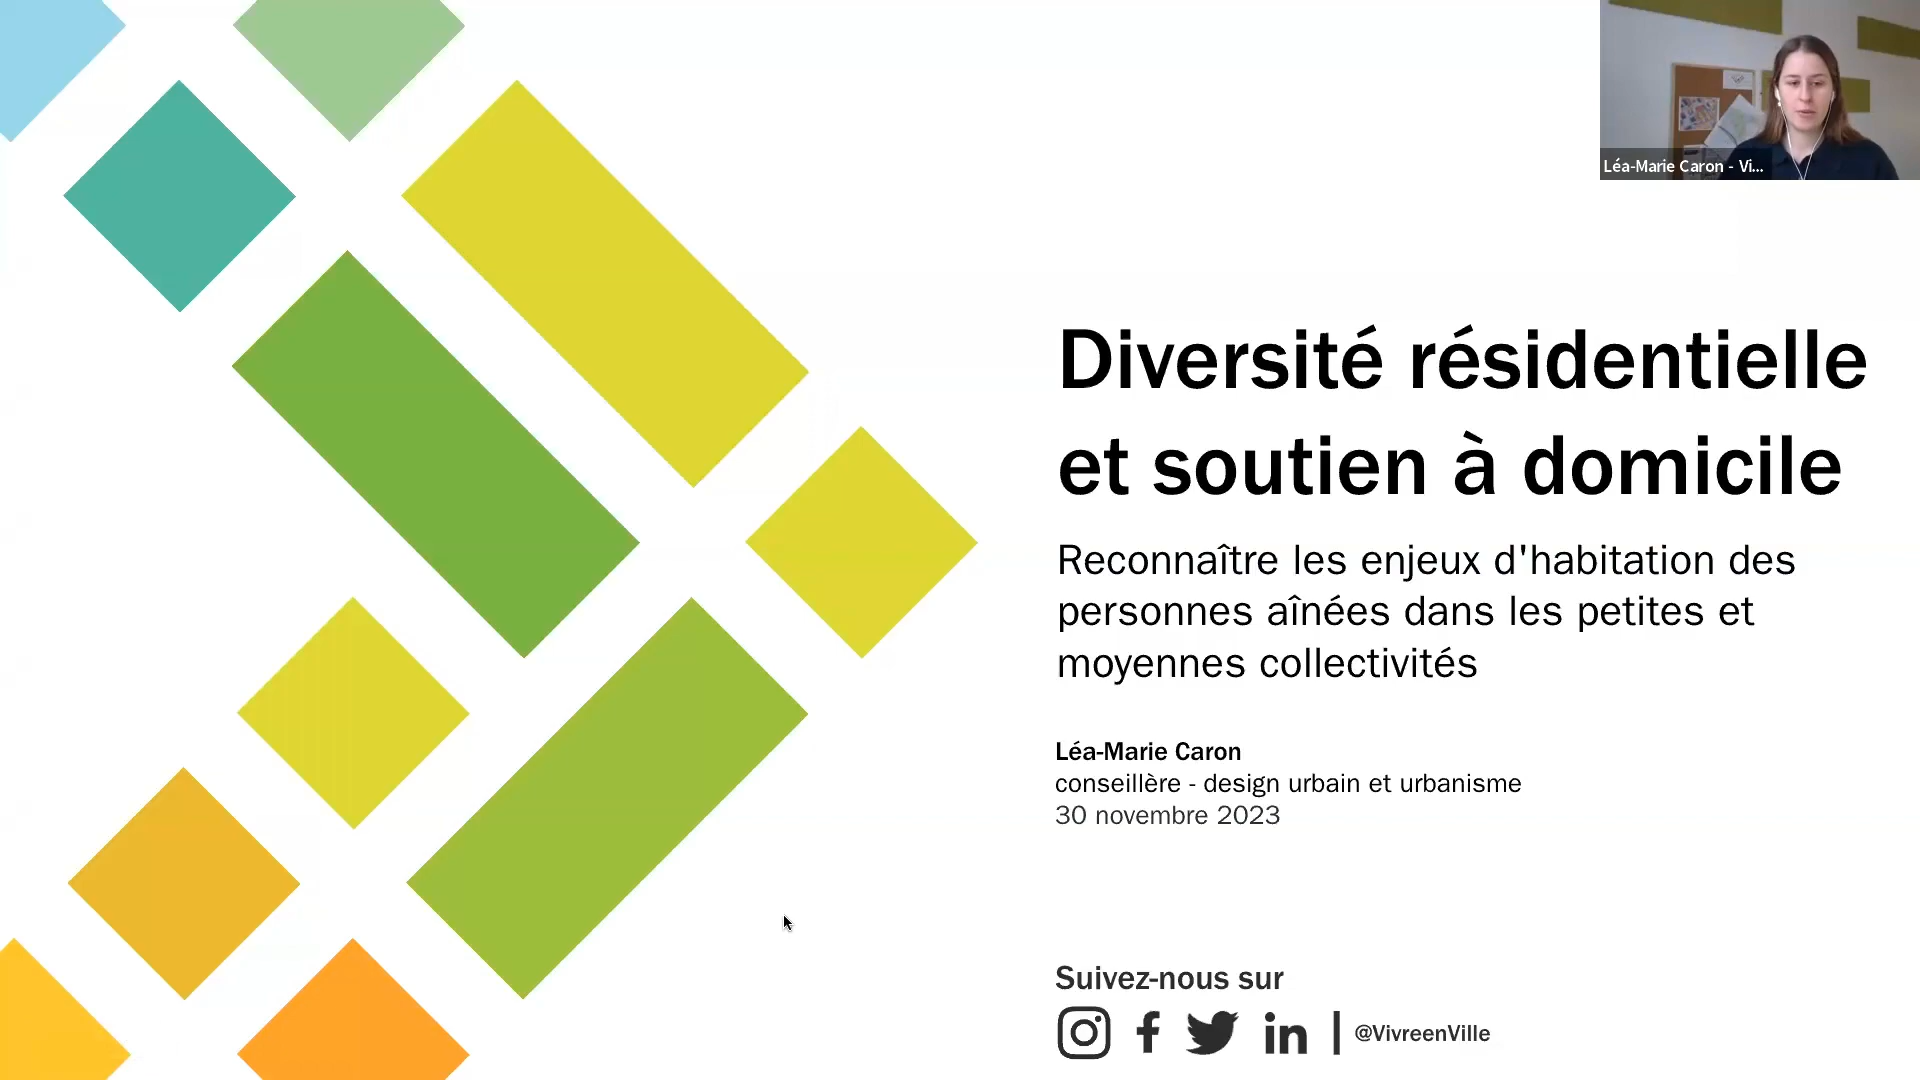 Léa-Marie Caron - Vi...
Diversité résidentielle
et soutien à domicile
Reconnaître les enjeux d'habitation des
personnes aînées dans les petites et
moyennes collectivités
Léa-Marie Caron
conseillère - design urbain et urbanisme
30 novembre 2023
Suivez-nous sur
@VivreenVille